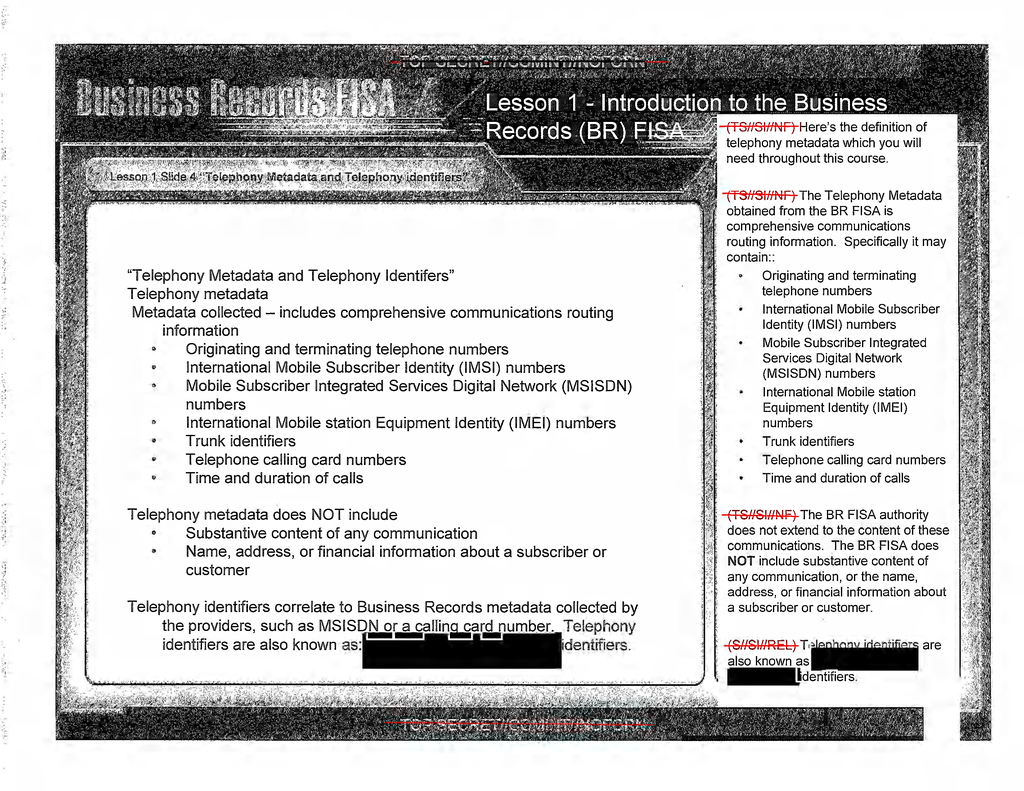 TOP SECRET//COMINT//NOFORN
Business Records FISA
Lesson 1 - Introduction to the Business
Records (BR) FISA
Lesson 1 Slide 4 "Telephony Metadata and Telephony identifiers"
"Telephony Metadata and Telephony Identifers"
Telephony metadata
Metadata collected – includes comprehensive communications routing
information
• Originating and terminating telephone numbers
• International Mobile Subscriber Identity (IMSI) numbers
• Mobile Subscriber Integrated Services Digital Network (MSISDN)
numbers
• International Mobile station Equipment Identity (IMEI) numbers
• Trunk identifiers
• Telephone calling card numbers
• Time and duration of calls
Telephony metadata does NOT include
• Substantive content of any communication
• Name, address, or financial information about a subscriber or
customer
Telephony identifiers correlate to Business Records metadata collected by
the providers, such as MSISDN or a calling card number. Telephony
identifiers are also known as: identifiers.
(TS//SI//NF) Here's the definition of
telephony metadata which you will
need throughout this course.
(TS//SI//NF) The Telephony Metadata
obtained from the BR FISA is
comprehensive communications
routing information. Specifically it may
contain::
• Originating and terminating
telephone numbers
• International Mobile Subscriber
Identity (IMSI) numbers
• Mobile Subscriber Integrated
Services Digital Network
(MSISDN) numbers
• International Mobile station
Equipment Identity (IMEI)
numbers
• Trunk identifiers
• Telephone calling card numbers
• Time and duration of calls
(TS//SI//NF) The BR FISA authority
does not extend to the content of these
communications. The BR FISA does
NOT include substantive content of
any communication, or the name,
address, or financial information about
a subscriber or customer.
(S//SI//REL) Telephony identifiers are
also known as
identifiers.
TOP SECRET//COMINT//NOFORN